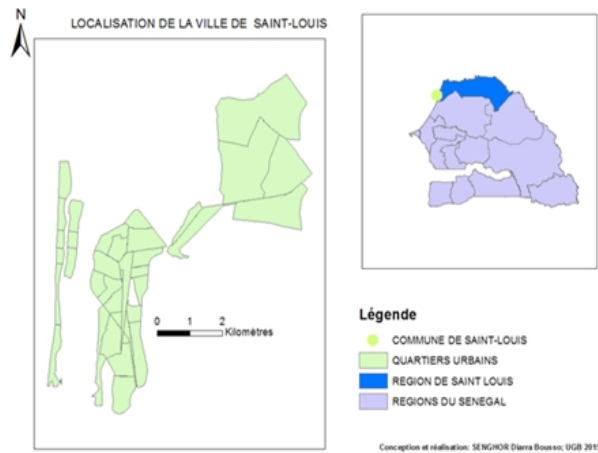 N
LOCALISATION DE LA VILLE DE SAINT-LOUIS
0 1 2
Kilomètres
Légende
COMMUNE DE SAINT-LOUIS
QUARTIERS URBAINS
REGION DE SAINT LOUIS
REGIONS DU SENEGAL
Conception et réalisation: SENGHOR Diarra Bousso; UGB